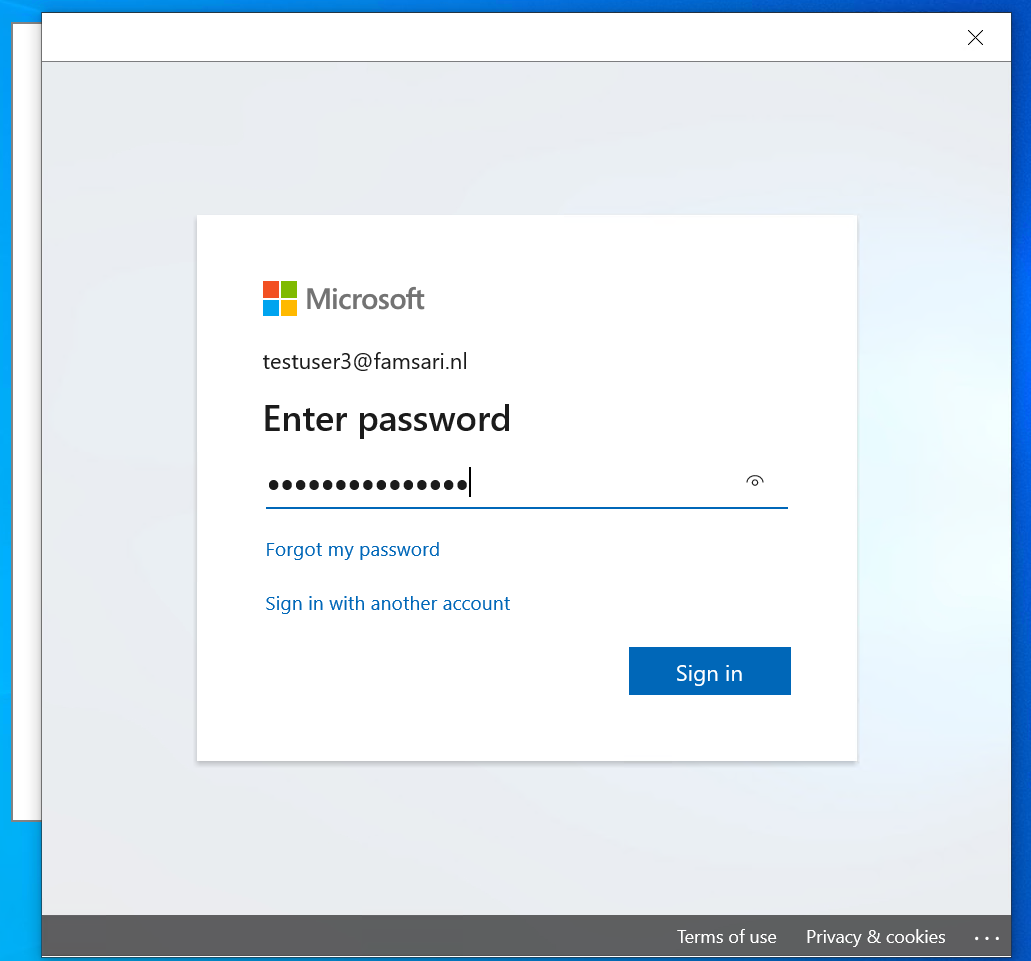 Microsoft
testuser3@famsari.nl
Enter password
•••••••••••••••
Forgot my password
Sign in with another account
Sign in
Terms of use Privacy & cookies ...